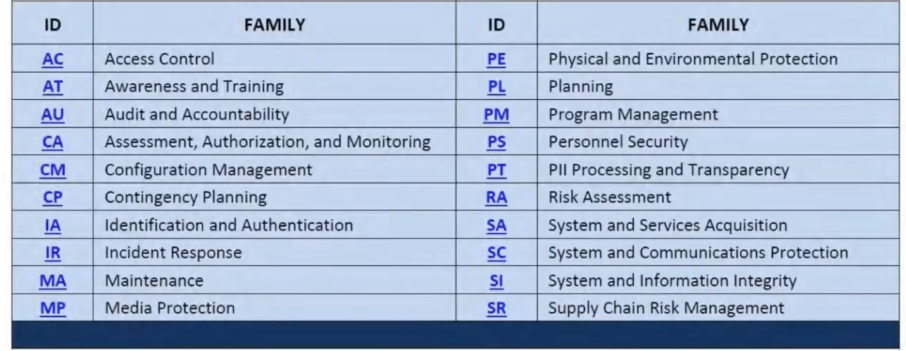 ID FAMILY ID FAMILY
AC Access Control PE Physical and Environmental Protection
AT Awareness and Training PL Planning
AU Audit and Accountability PM Program Management
CA Assessment, Authorization, and Monitoring PS Personnel Security
CM Configuration Management PT PII Processing and Transparency
CP Contingency Planning RA Risk Assessment
IA Identification and Authentication SA System and Services Acquisition
IR Incident Response SC System and Communications Protection
MA Maintenance SI System and Information Integrity
MP Media Protection SR Supply Chain Risk Management